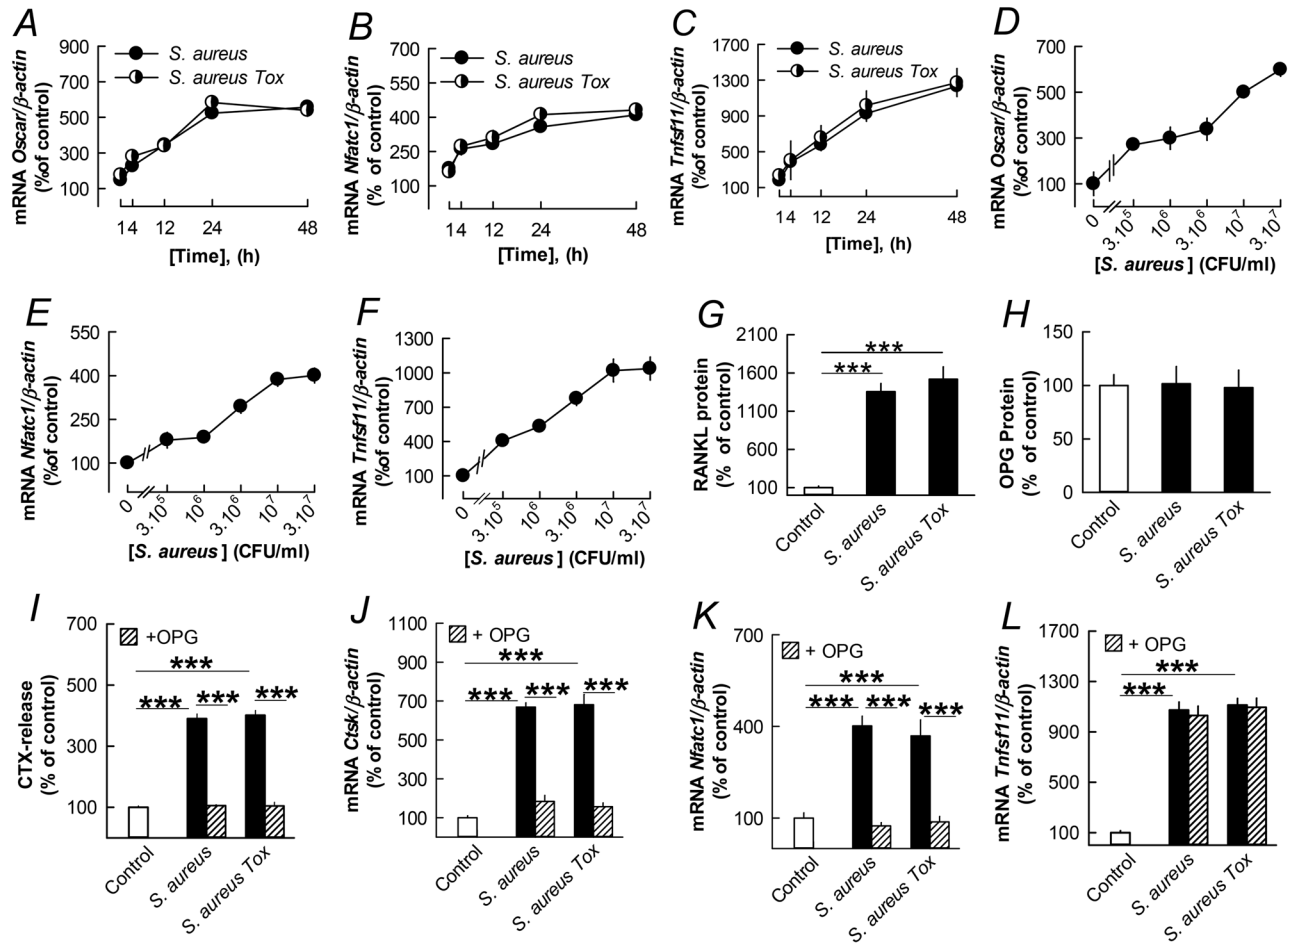 A
mRNA Oscar/β-actin
(%of control)
900
700
500
300
100
S. aureus
S. aureus Tox
14
12
24
48
[Time], (h)
B
mRNA Nfatc1/β-actin
(% of control)
700
550
400
250
100
S. aureus
S. aureus Tox
14
12
24
48
[Time], (h)
C
mRNA Tnfsf11/β-actin
(% of control)
1700
1300
900
500
100
S. aureus
S. aureus Tox
14
12
24
48
[Time], (h)
D
mRNA Oscar/β-actin
(%of control)
700
500
300
100
0
3.10⁵
10⁶
3.10⁶
10⁷
3.10⁷
[S. aureus ] (CFU/ml)
E
mRNA Nfatc1/β-actin
(%of control)
550
400
250
100
0
3.10⁵
10⁶
3.10⁶
10⁷
3.10⁷
[S. aureus ] (CFU/ml)
F
mRNA Tnfsf11/β-actin
(%of control)
1300
1000
700
400
100
0
3.10⁵
10⁶
3.10⁶
10⁷
3.10⁷
[S. aureus ] (CFU/ml)
G
RANKL protein
(% of control)
2100
1600
1100
600
100
***
***
Control
S. aureus
S. aureus Tox
H
OPG Protein
(% of control)
150
100
50
0
Control
S. aureus
S. aureus Tox
I
CTX-release
(% of control)
700
500
300
100
+OPG
***
*** *** ***
Control
S. aureus
S. aureus Tox
J
mRNA Ctsk/β-actin
(% of control)
1100
900
700
500
300
100
+ OPG
***
*** *** ***
Control
S. aureus
S. aureus Tox
K
mRNA Nfatc1/β-actin
(% of control)
700
400
100
+ OPG
***
*** *** ***
Control
S. aureus
S. aureus Tox
L
mRNA Tnfsf11/β-actin
(% of control)
1700
1300
900
500
100
+ OPG
***
***
Control
S. aureus
S. aureus Tox